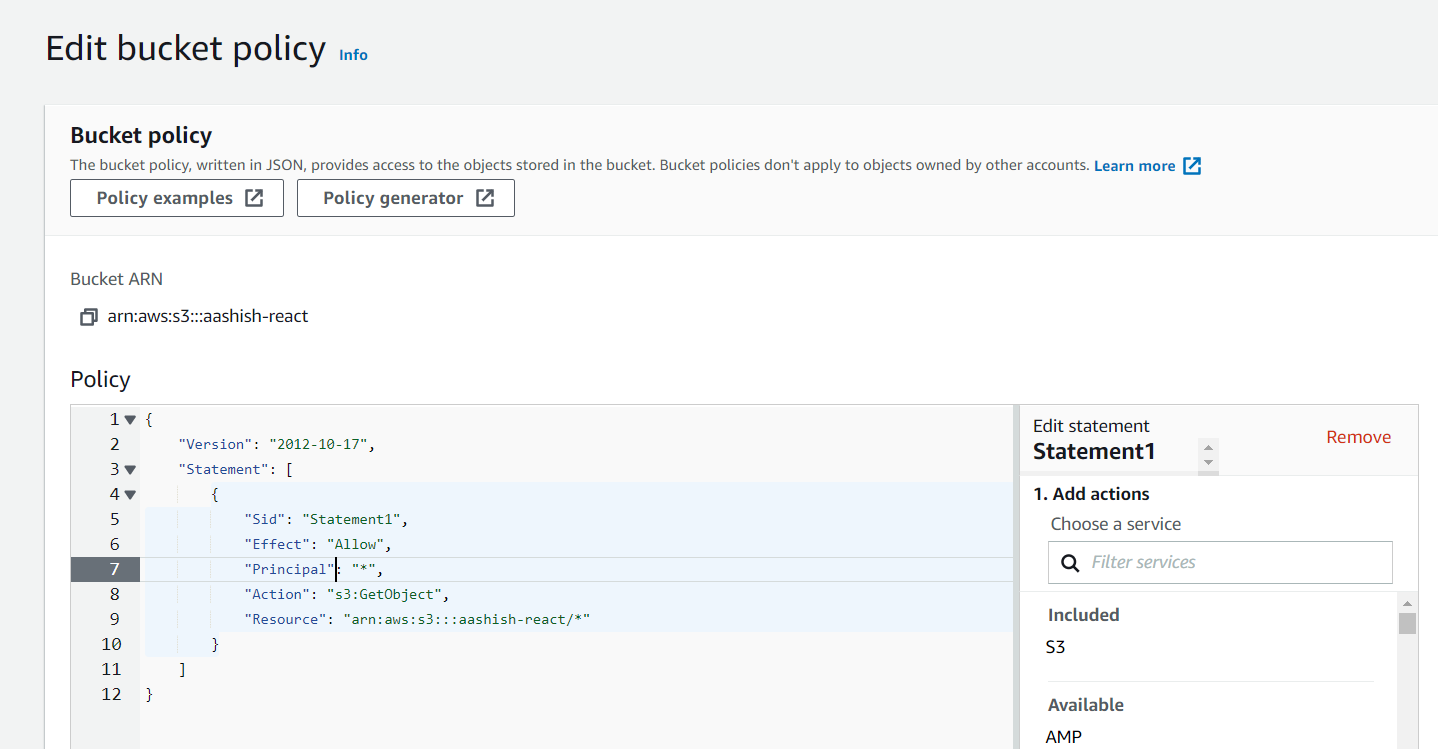 Edit bucket policy Info
Bucket policy
The bucket policy, written in JSON, provides access to the objects stored in the bucket. Bucket policies don't apply to objects owned by other accounts. Learn more
Policy examples Policy generator
Bucket ARN
arn:aws:s3:::aashish-react
Policy
1 {
2 "Version": "2012-10-17",
3 "Statement": [
4 {
5 "Sid": "Statement1",
6 "Effect": "Allow",
7 "Principal": "*",
8 "Action": "s3:GetObject",
9 "Resource": "arn:aws:s3:::aashish-react/*"
10 }
11 ]
12 }
Edit statement
Statement1
Remove
1. Add actions
Choose a service
Filter services
Included
S3
Available
AMP